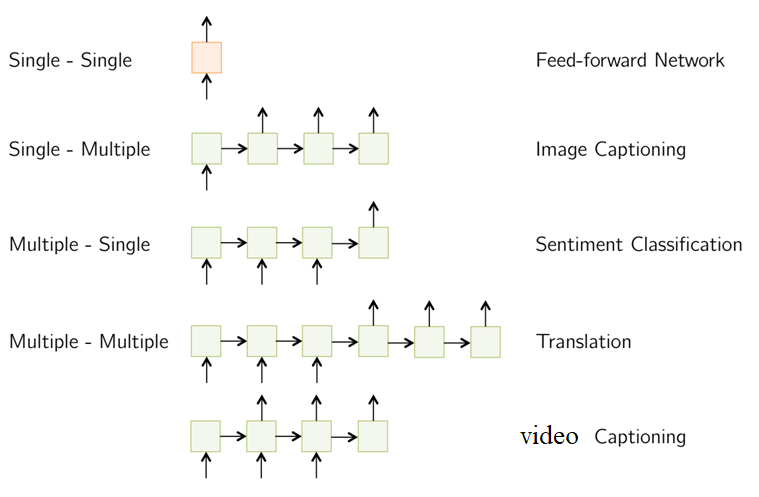 Single - Single Feed-forward Network
Single - Multiple Image Captioning
Multiple - Single Sentiment Classification
Multiple - Multiple Translation
video Captioning